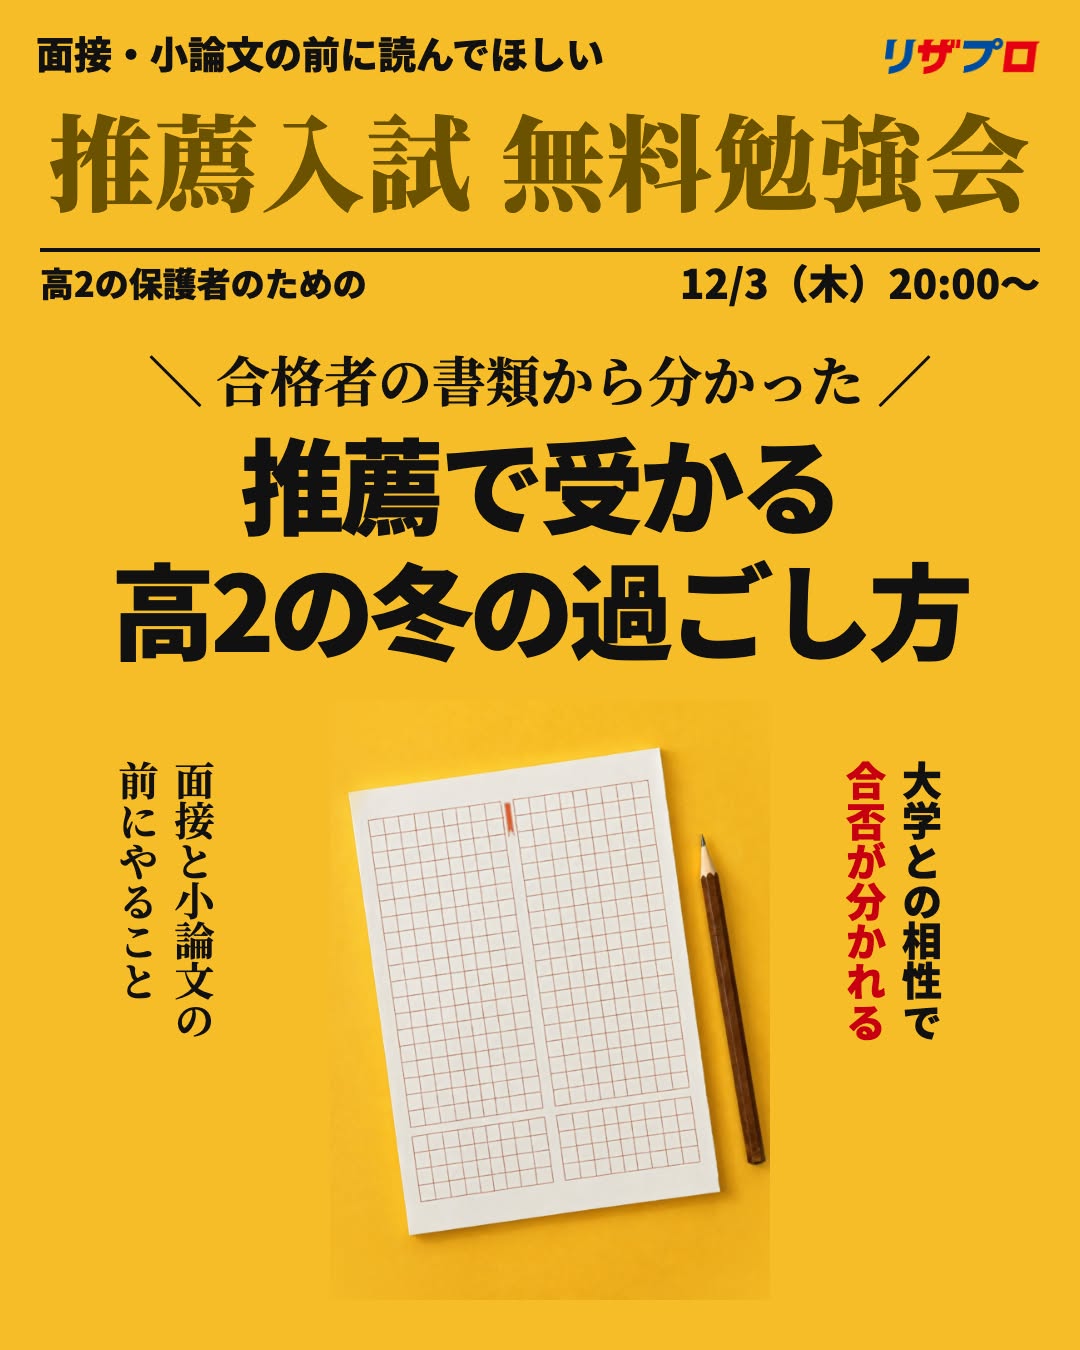 面接・小論文の前に読んでほしい
リザプロ
推薦入試 無料勉強会
高2の保護者のための
12/3（木）20:00〜
＼ 合格者の書類から分かった ／
推薦で受かる
高2の冬の過ごし方
大学との相性で
合否が分かれる
面接と小論文の
前にやること